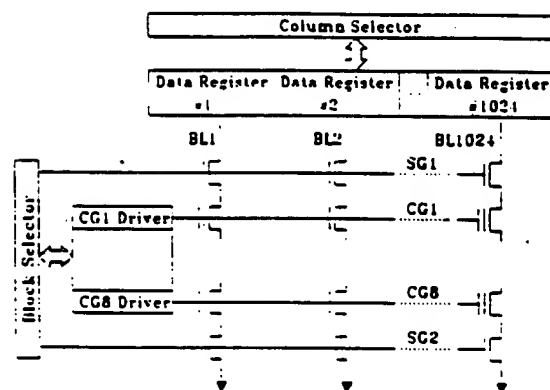 Column Selector
Data Register Data Register Data Register
#1 #2 #1024
BL1 BL2 BL1024
SG1
CG1 Driver CG1
Block Selector
CG8 Driver CG8
SG2